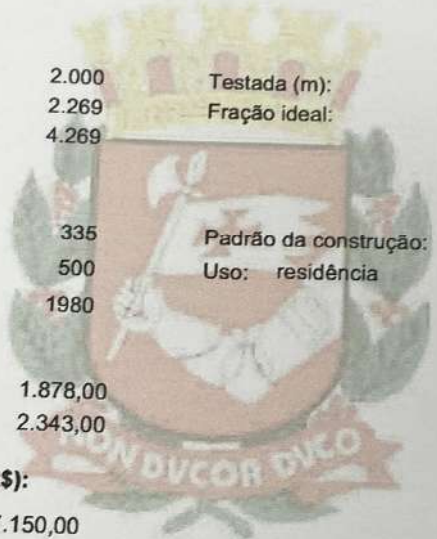 2.000 Testada (m):
2.269 Fração ideal:
4.269
335 Padrão da construção:
500 Uso: residência
1980
1.878,00
2.343,00
NON DVCOR DVCO
$):
.150,00